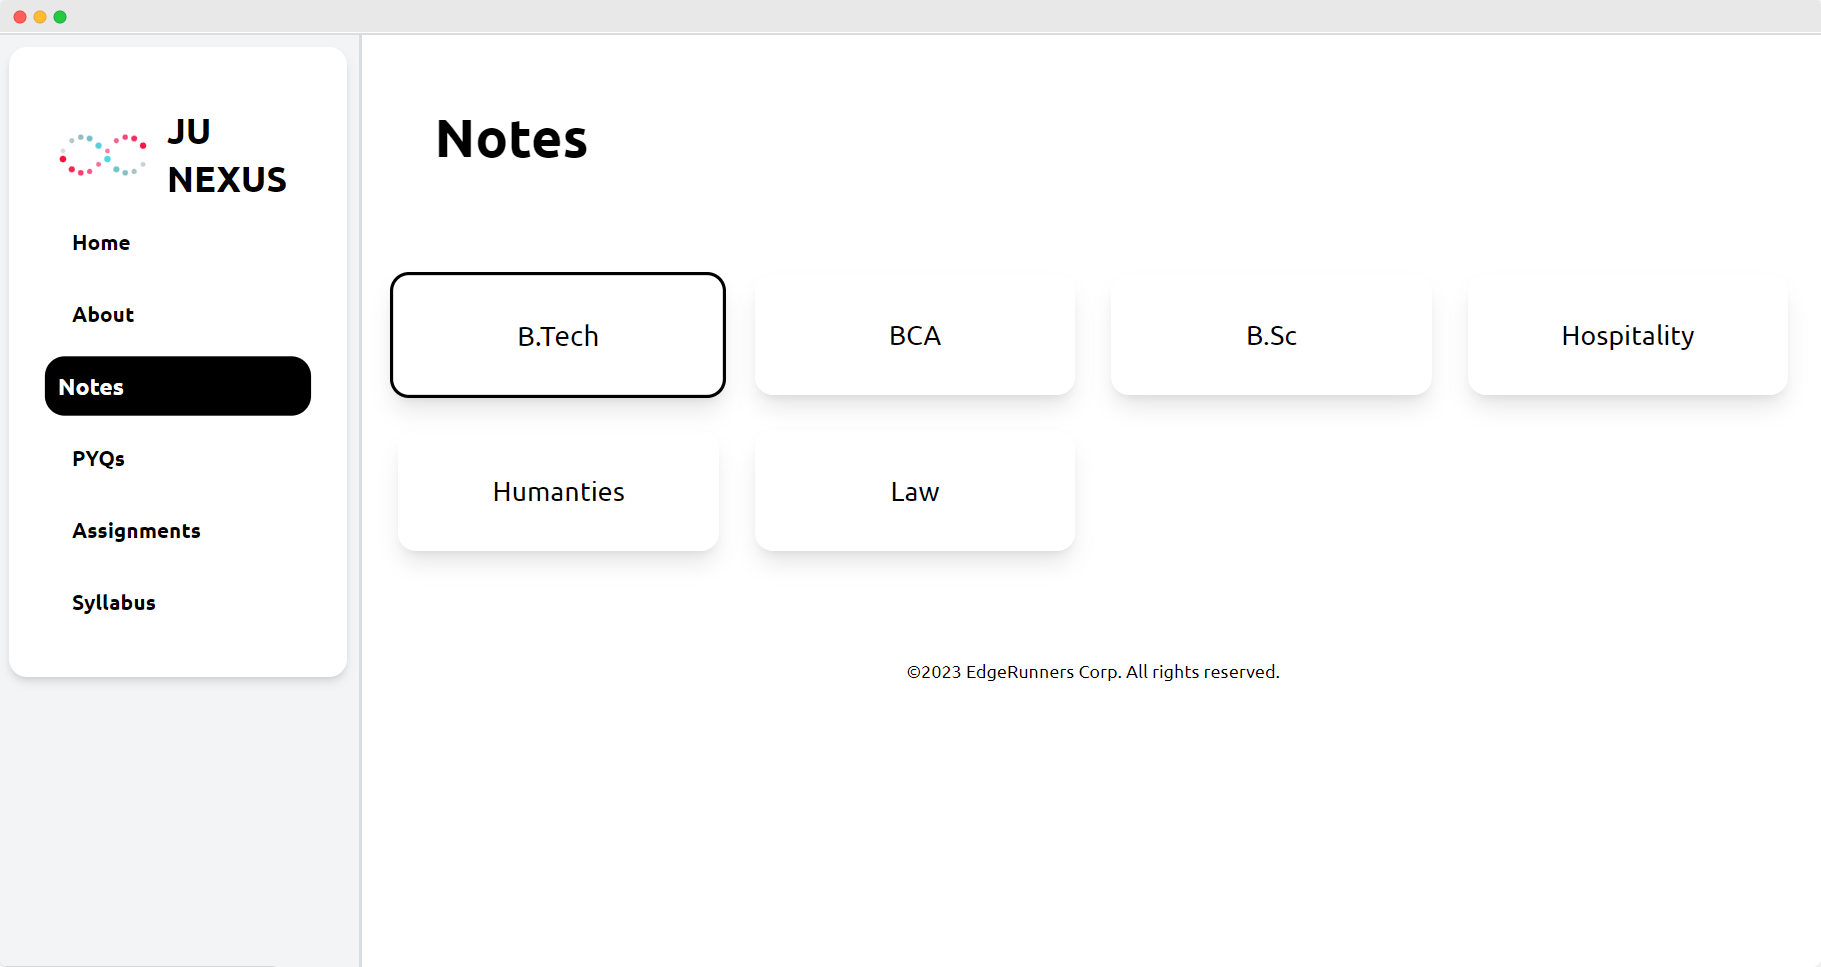 JU
NEXUS
Home
About
Notes
PYQs
Assignments
Syllabus
Notes
B.Tech
BCA
B.Sc
Hospitality
Humanties
Law
©2023 EdgeRunners Corp. All rights reserved.